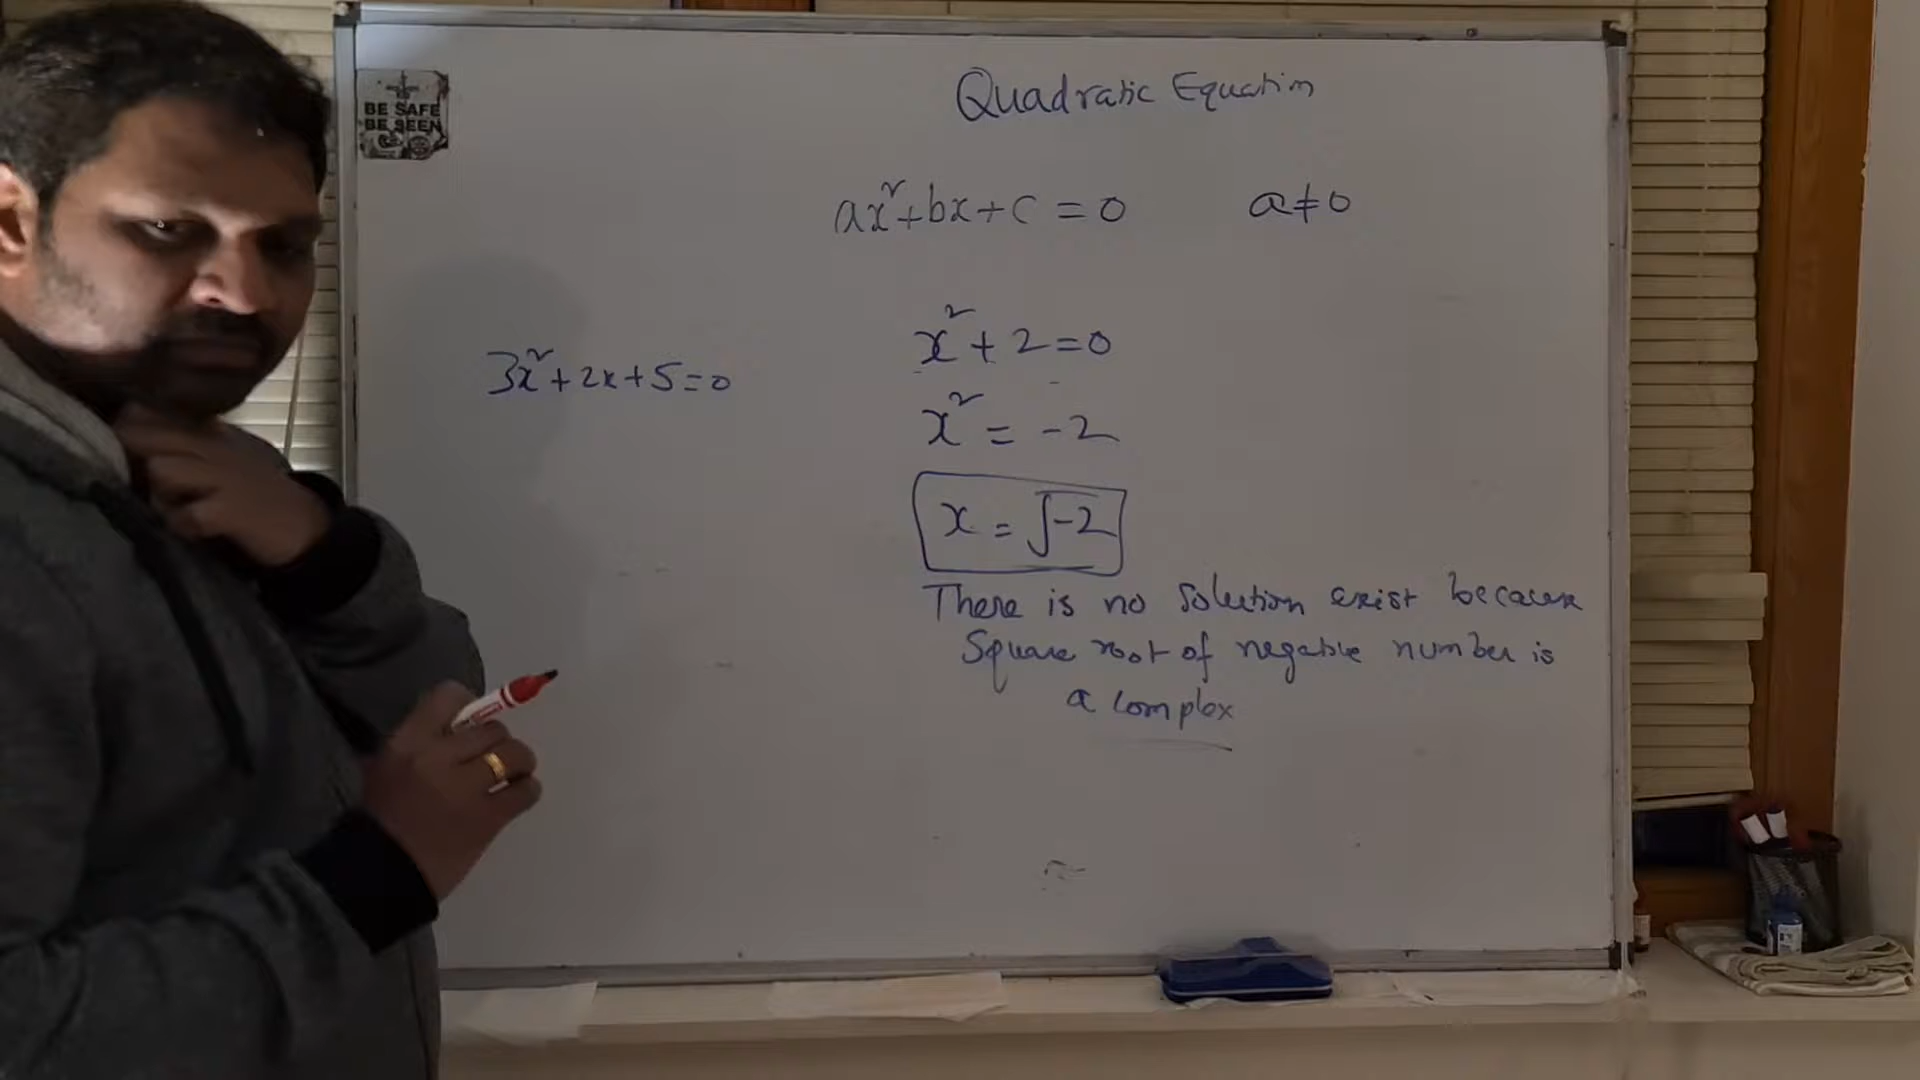 BE SAFE
BE SEEN
Quadratic Equation
ax²+bx+c = 0    a≠0
3x²+2x+5=0
x²+2=0
x² = -2
x = √-2
There is no solution exist because
Square root of negative number is
a complex